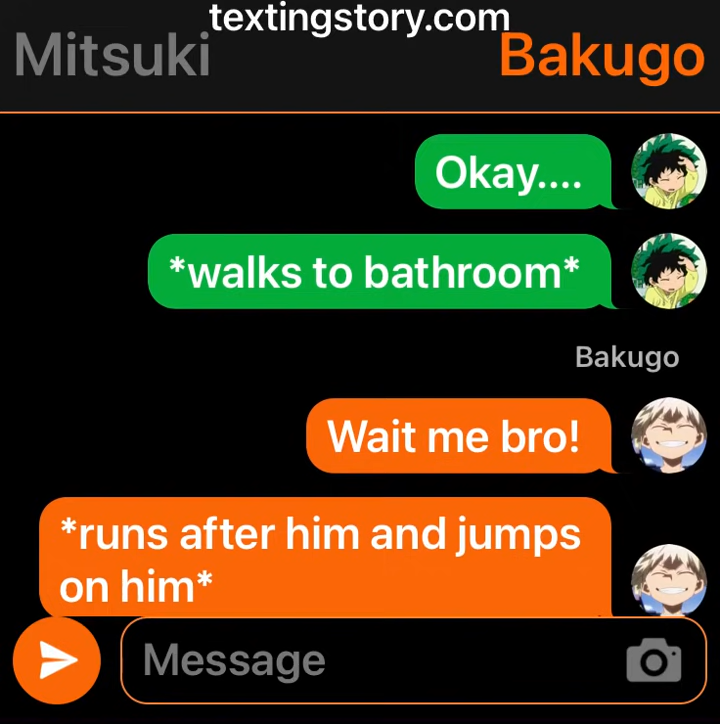 textingstory.com
Mitsuki
Bakugo
Okay....
*walks to bathroom*
Bakugo
Wait me bro!
*runs after him and jumps
on him*
Message